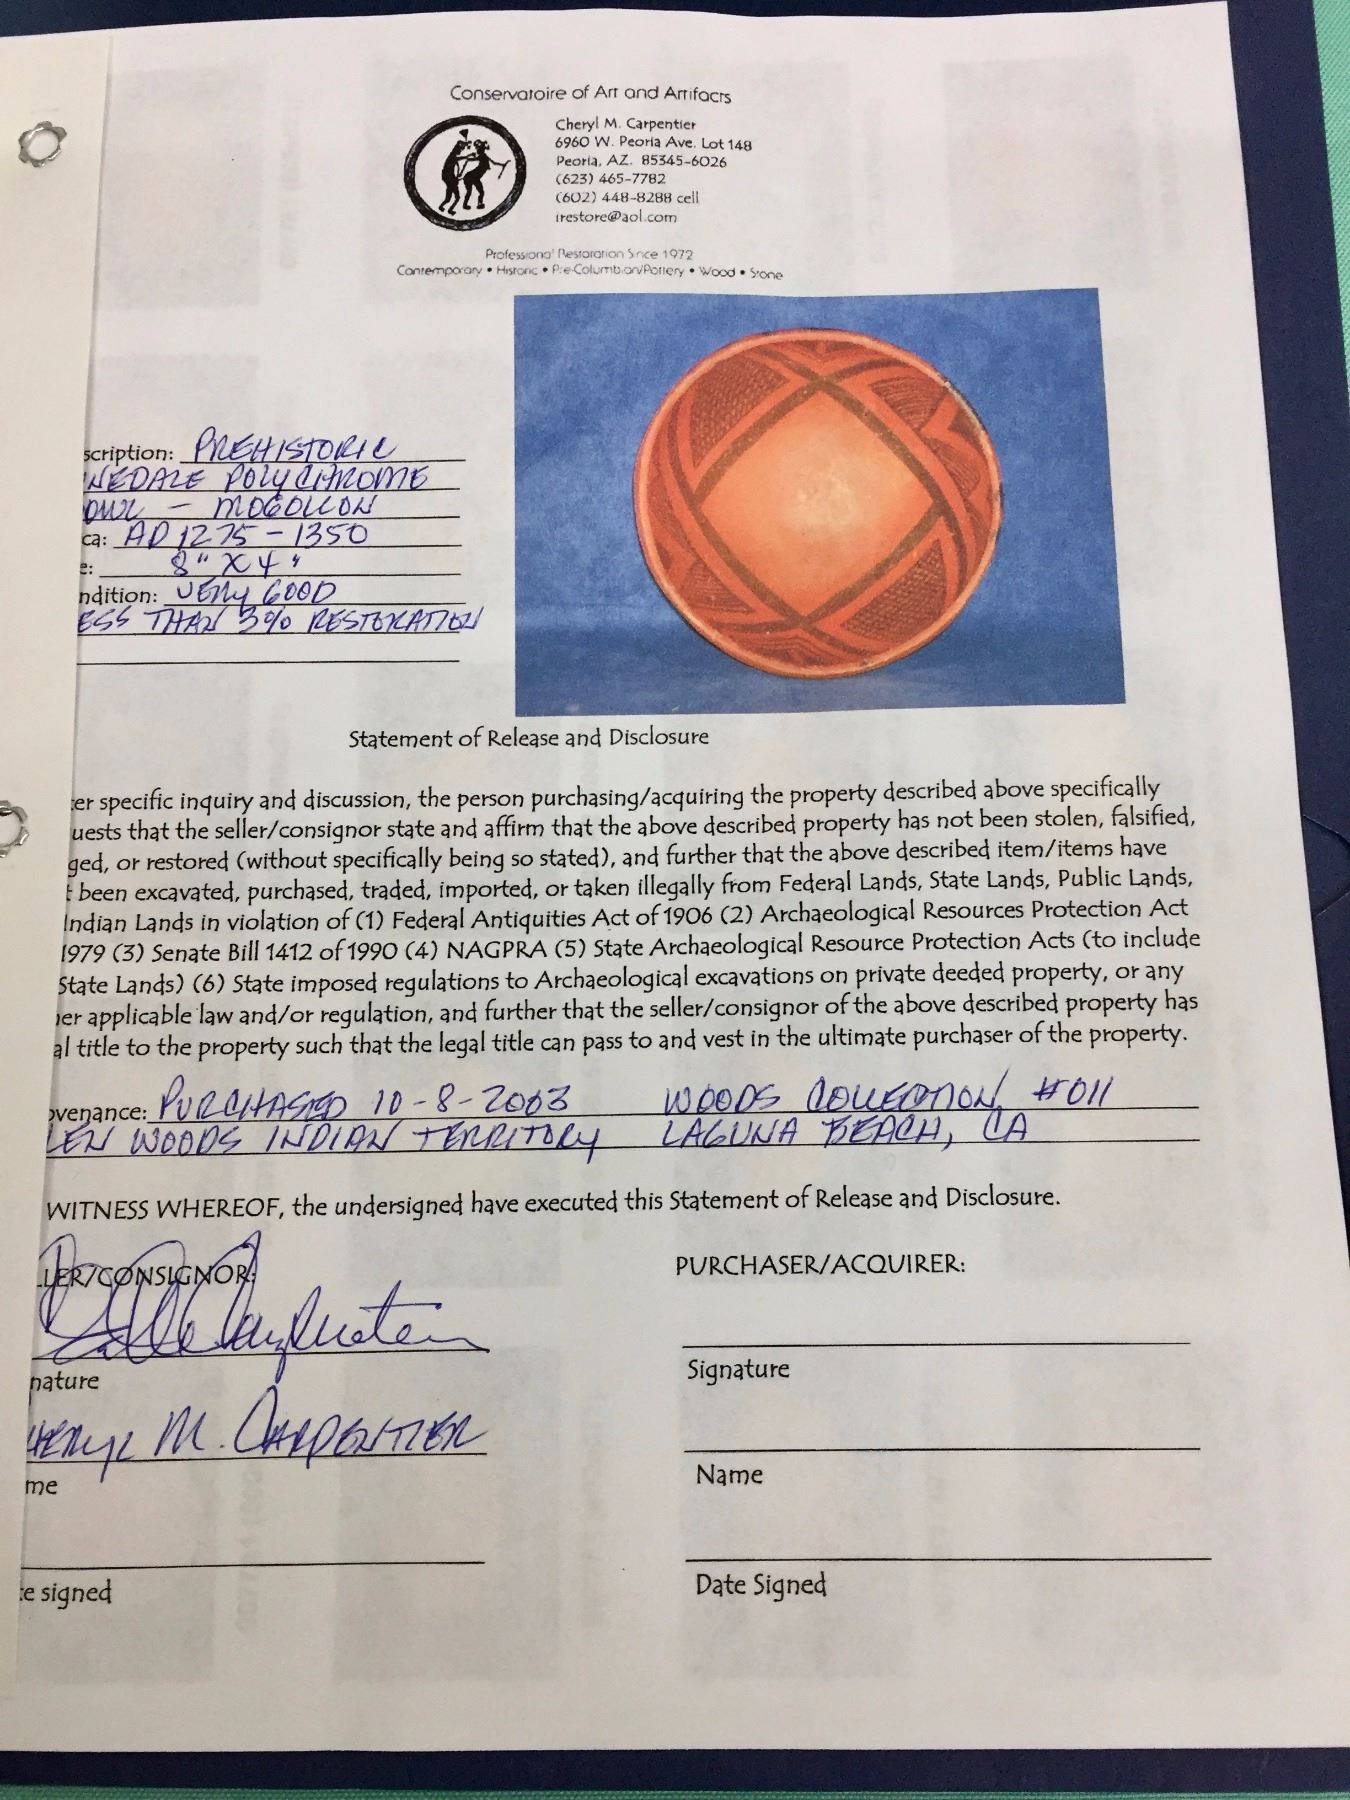 Conservatoire of Art and Artifacts
Cheryl M. Carpentier
6960 W. Peoria Ave. Lot 148
Peoria, AZ. 85345-6026
(623) 465-7782
(602) 448-8288 cell
irestore@aol.com
Professional Restoration Since 1972
Contemporary • Historic • Pre-Columbian/Pottery • Wood • Stone
scription: PREHISTORIC
NEDALE POLYCHROME
OWL - MOGOLLON
ca: AD 1275-1350
e: 8" X 4"
ndition: VERY GOOD
ESS THAN 3% RESTORATION
Statement of Release and Disclosure
er specific inquiry and discussion, the person purchasing/acquiring the property described above specifically
uests that the seller/consignor state and affirm that the above described property has not been stolen, falsified,
ged, or restored (without specifically being so stated), and further that the above described item/items have
t been excavated, purchased, traded, imported, or taken illegally from Federal Lands, State Lands, Public Lands,
Indian Lands in violation of (1) Federal Antiquities Act of 1906 (2) Archaeological Resources Protection Act
1979 (3) Senate Bill 1412 of 1990 (4) NAGPRA (5) State Archaeological Resource Protection Acts (to include
State Lands) (6) State imposed regulations to Archaeological excavations on private deeded property, or any
er applicable law and/or regulation, and further that the seller/consignor of the above described property has
al title to the property such that the legal title can pass to and vest in the ultimate purchaser of the property.
ovenance: PURCHASED 10-8-2003 WOODS COLLECTION #011
LEN WOODS INDIAN TERRITORY LAGUNA BEACH, CA
WITNESS WHEREOF, the undersigned have executed this Statement of Release and Disclosure.
LER/CONSIGNOR:
PURCHASER/ACQUIRER:
nature
Signature
HERYL M. CARPENTIER
me
Name
te signed
Date Signed